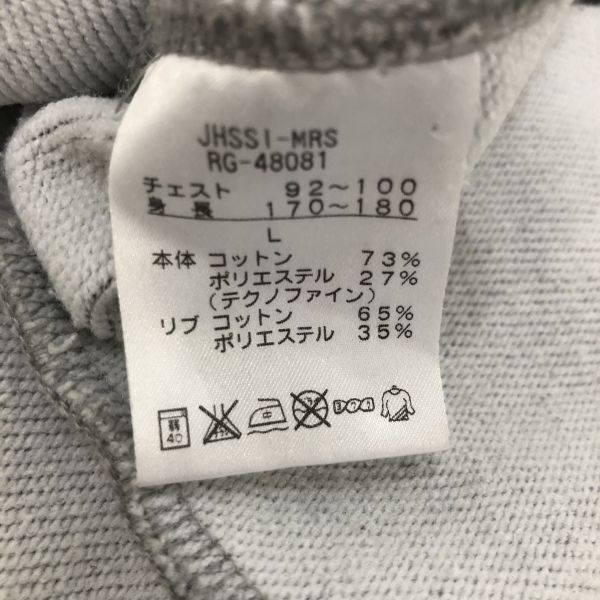 JHSSI-MRS
RG-48081
チェスト 92～100
身長 170～180
L
本体 コットン 73%
ポリエステル 27%
(テクノファイン)
リブ コットン 65%
ポリエステル 35%
弱 40 中